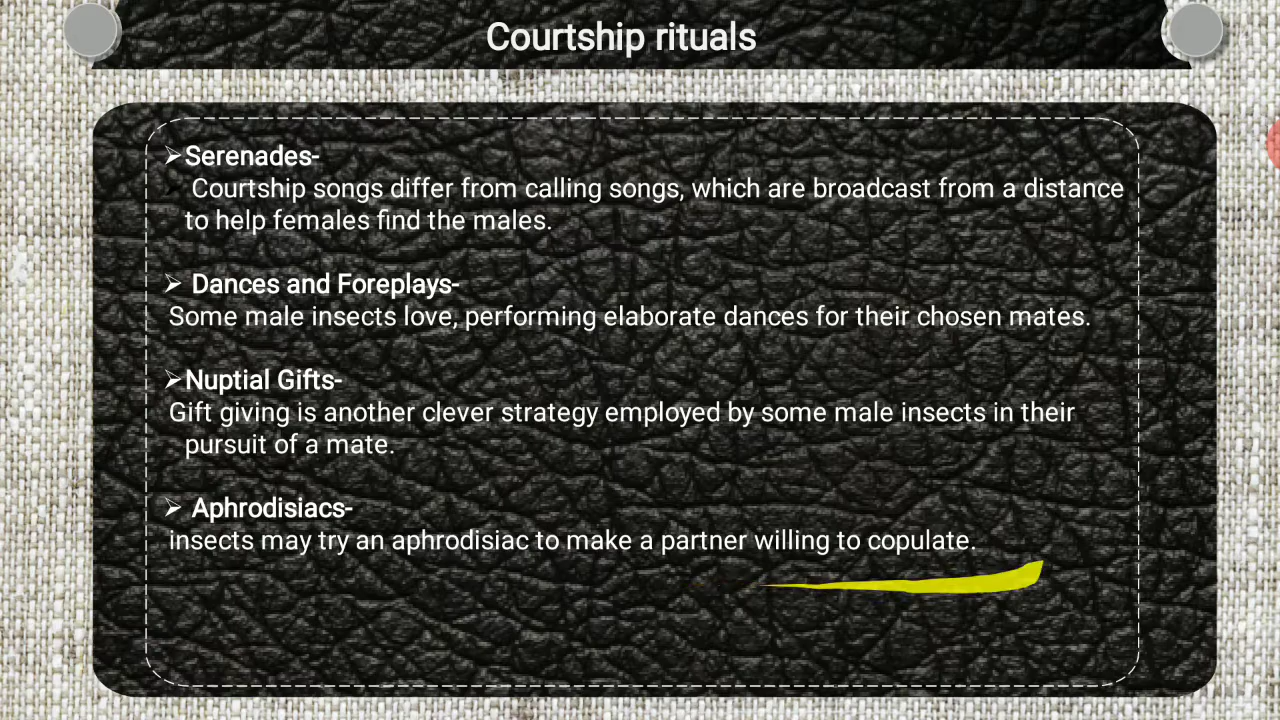 Courtship rituals
➢Serenades-
Courtship songs differ from calling songs, which are broadcast from a distance
to help females find the males.
➢ Dances and Foreplays-
Some male insects love, performing elaborate dances for their chosen mates.
➢Nuptial Gifts-
Gift giving is another clever strategy employed by some male insects in their
pursuit of a mate.
➢ Aphrodisiacs-
insects may try an aphrodisiac to make a partner willing to copulate.